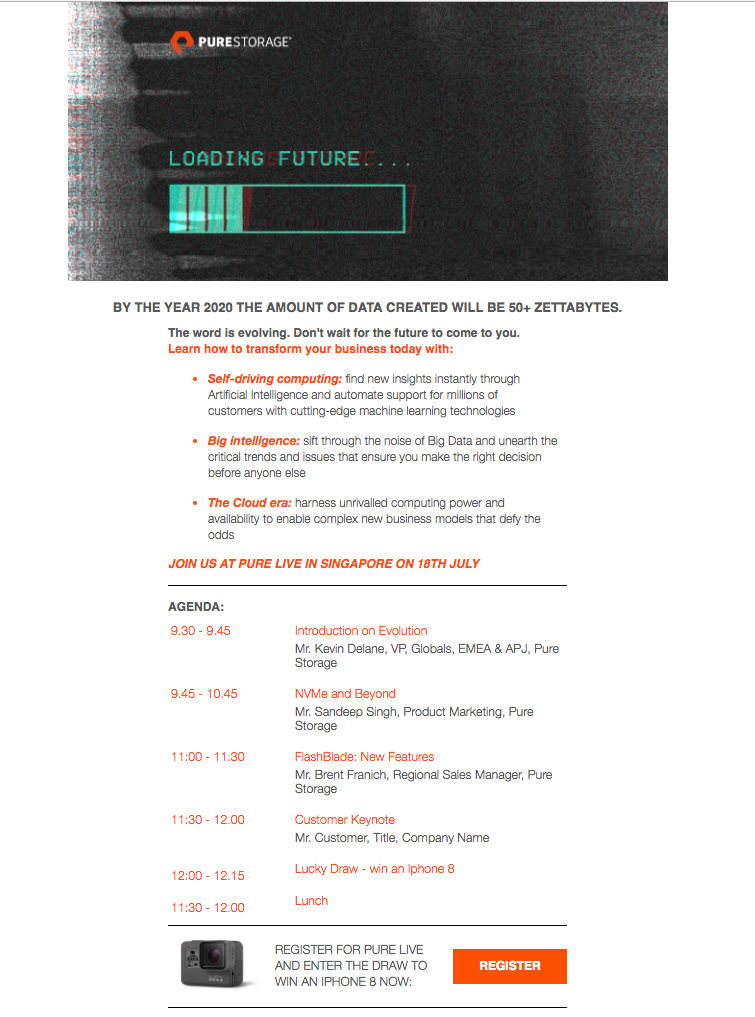 PURESTORAGE®
LOADING FUTURE....
BY THE YEAR 2020 THE AMOUNT OF DATA CREATED WILL BE 50+ ZETTABYTES.
The word is evolving. Don't wait for the future to come to you.
Learn how to transform your business today with:
• Self-driving computing: find new insights instantly through
Artificial Intelligence and automate support for millions of
customers with cutting-edge machine learning technologies
• Big intelligence: sift through the noise of Big Data and unearth the
critical trends and issues that ensure you make the right decision
before anyone else
• The Cloud era: harness unrivalled computing power and
availability to enable complex new business models that defy the
odds
JOIN US AT PURE LIVE IN SINGAPORE ON 18TH JULY
AGENDA:
9.30 - 9.45 Introduction on Evolution
Mr. Kevin Delane, VP, Globals, EMEA & APJ, Pure
Storage
9.45 - 10.45 NVMe and Beyond
Mr. Sandeep Singh, Product Marketing, Pure
Storage
11:00 - 11.30 FlashBlade: New Features
Mr. Brent Franich, Regional Sales Manager, Pure
Storage
11:30 - 12.00 Customer Keynote
Mr. Customer, Title, Company Name
12:00 - 12.15 Lucky Draw - win an Iphone 8
11:30 - 12.00 Lunch
REGISTER FOR PURE LIVE
AND ENTER THE DRAW TO
WIN AN IPHONE 8 NOW:
REGISTER